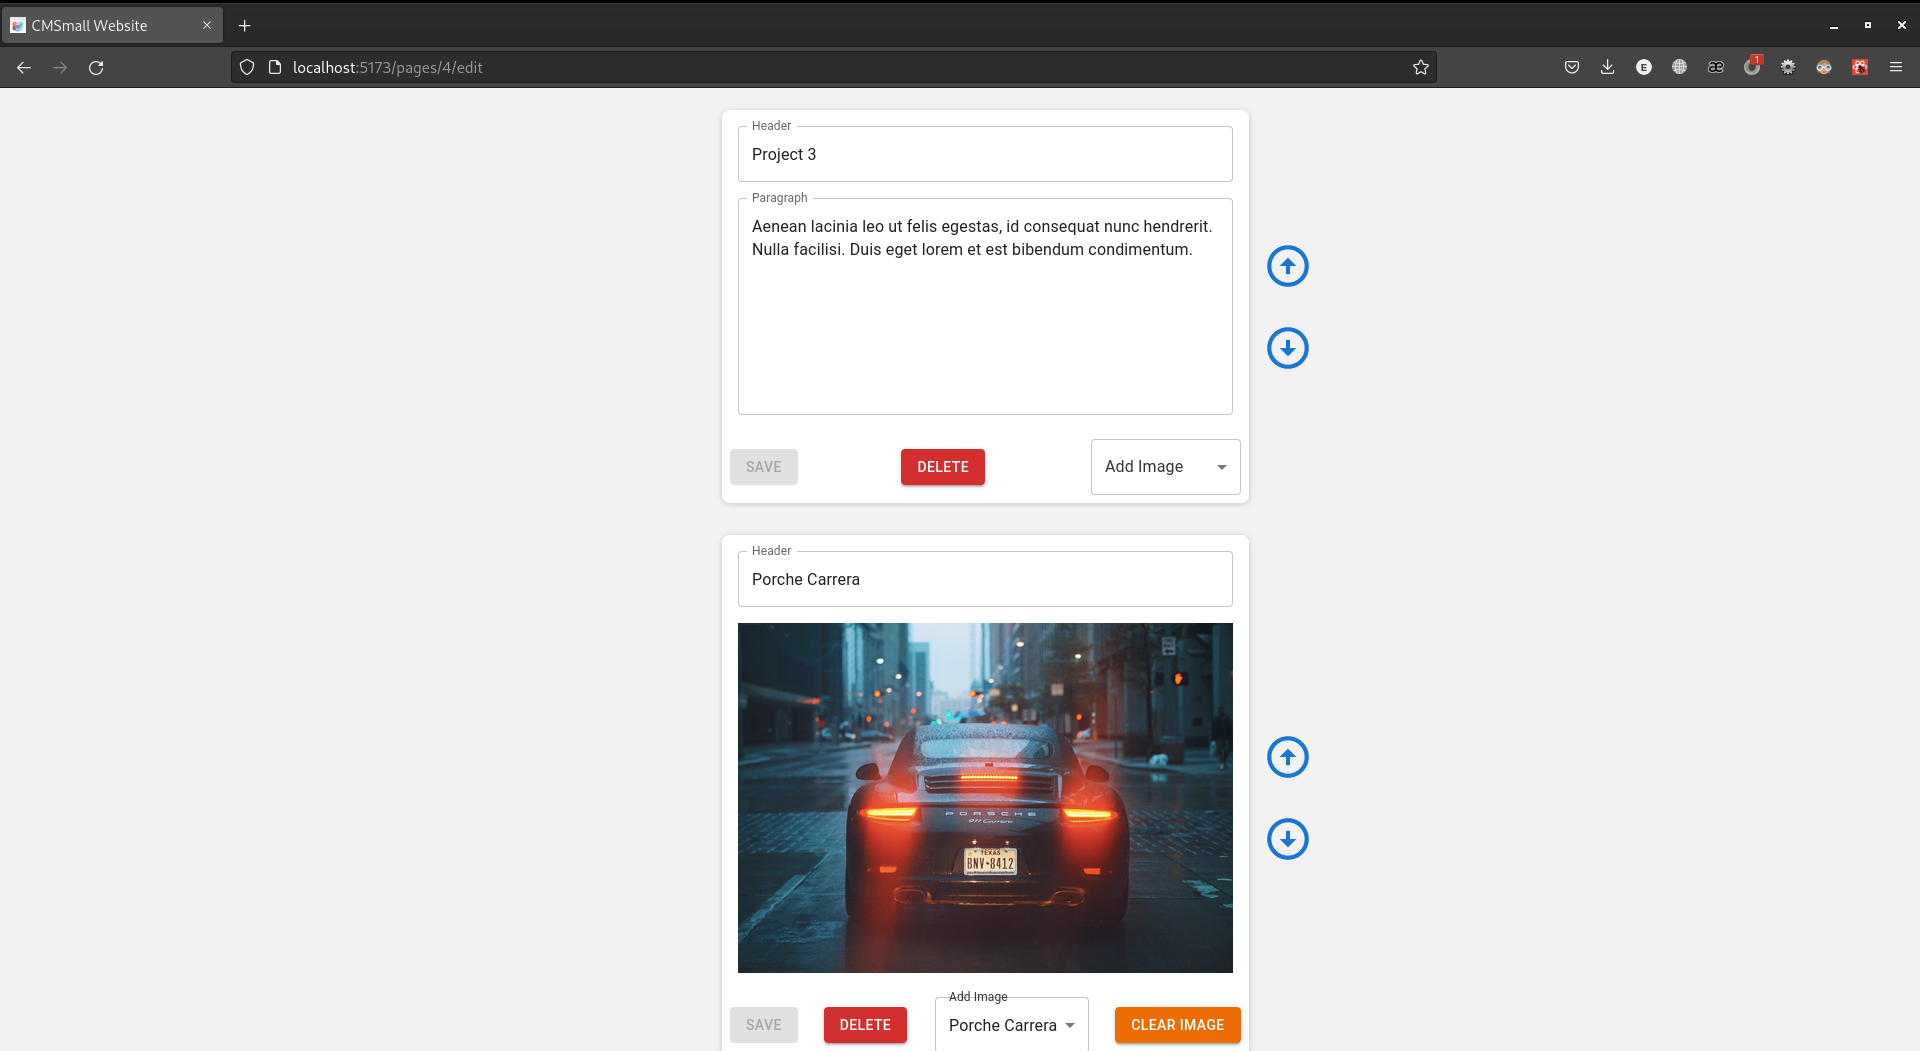 CMSmall Website
localhost:5173/pages/4/edit
E
æ
1
Header
Project 3
Paragraph
Aenean lacinia leo ut felis egestas, id consequat nunc hendrerit.
Nulla facilisi. Duis eget lorem et est bibendum condimentum.
SAVE
DELETE
Add Image
Header
Porche Carrera
PORSCHE
911 Carrera
TEXAS
BNV-8412
Add Image
SAVE
DELETE
Porche Carrera
CLEAR IMAGE